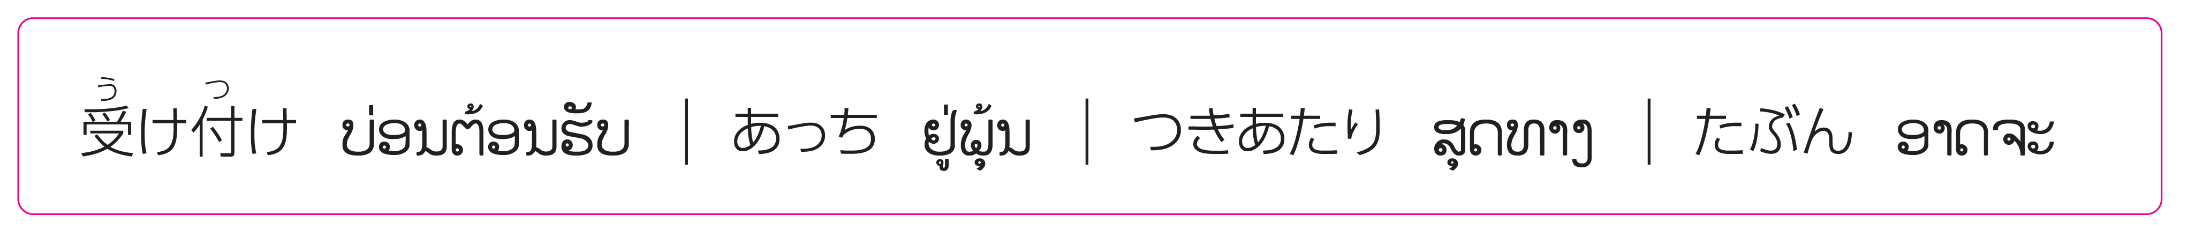 受け付け ບ່ອນຕ້ອນຮັບ | あっち ຢູ່ພຸ້ນ | つきあたり ສຸດທາງ | たぶん ອາດຈະ